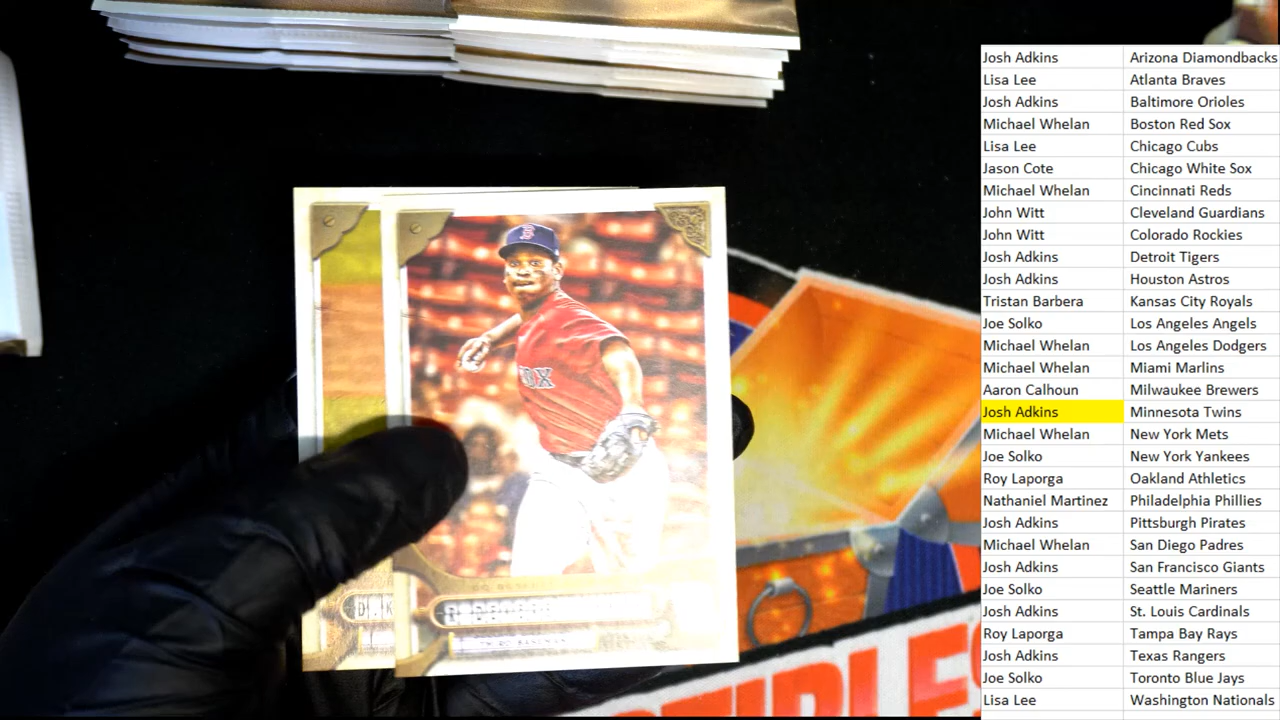 Josh Adkins Arizona Diamondbacks
Lisa Lee Atlanta Braves
Josh Adkins Baltimore Orioles
Michael Whelan Boston Red Sox
Lisa Lee Chicago Cubs
Jason Cote Chicago White Sox
Michael Whelan Cincinnati Reds
John Witt Cleveland Guardians
John Witt Colorado Rockies
Josh Adkins Detroit Tigers
Josh Adkins Houston Astros
Tristan Barbera Kansas City Royals
Joe Solko Los Angeles Angels
Michael Whelan Los Angeles Dodgers
Michael Whelan Miami Marlins
Aaron Calhoun Milwaukee Brewers
Josh Adkins Minnesota Twins
Michael Whelan New York Mets
Joe Solko New York Yankees
Roy Laporga Oakland Athletics
Nathaniel Martinez Philadelphia Phillies
Josh Adkins Pittsburgh Pirates
Michael Whelan San Diego Padres
Josh Adkins San Francisco Giants
Joe Solko Seattle Mariners
Josh Adkins St. Louis Cardinals
Roy Laporga Tampa Bay Rays
Josh Adkins Texas Rangers
Joe Solko Toronto Blue Jays
Lisa Lee Washington Nationals
OX